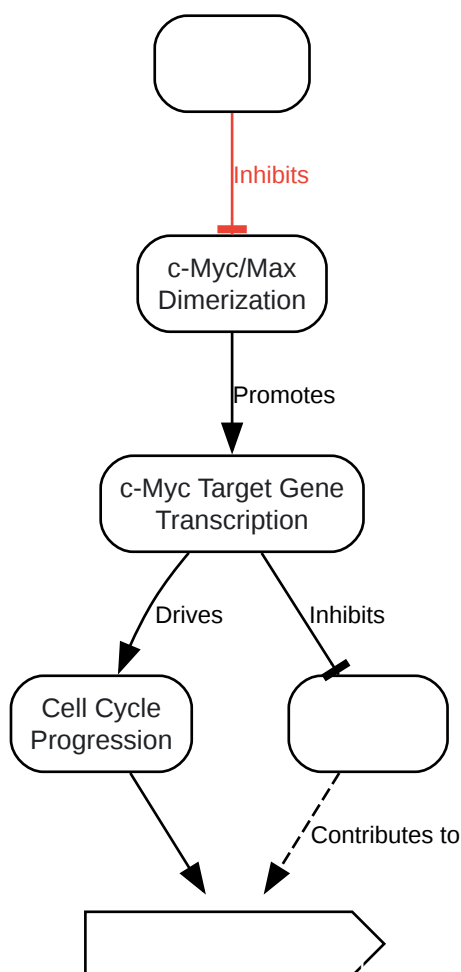 Inhibits
c-Myc/Max
Dimerization
Promotes
c-Myc Target Gene
Transcription
Drives
Inhibits
Cell Cycle
Progression
Contributes to